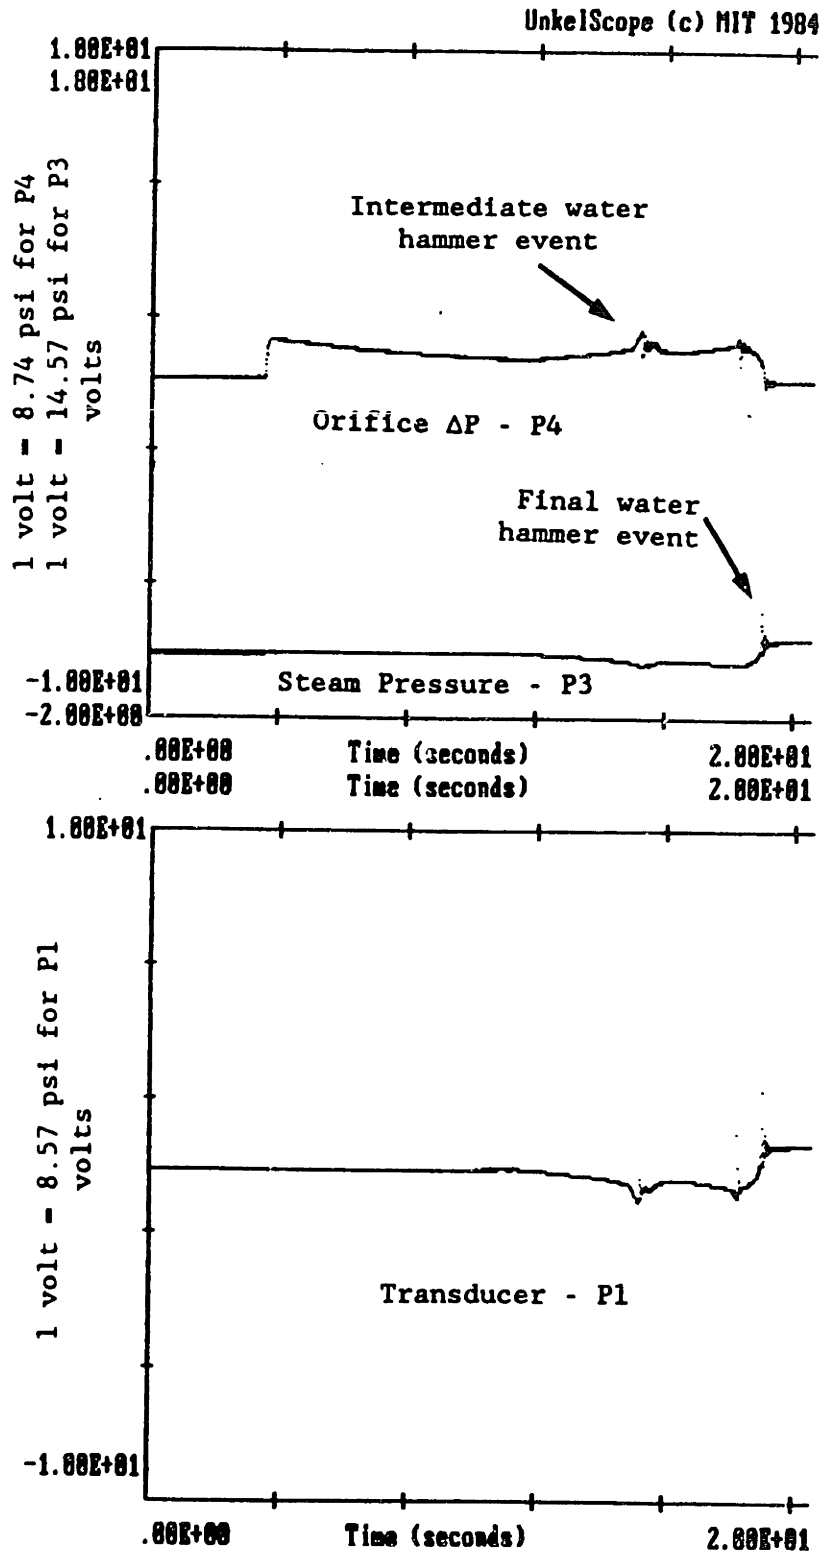 UnkelScope (c) MIT 1984
1.00E+01
1.00E+01
1 volt = 8.74 psi for P4
1 volt = 14.57 psi for P3
volts
Intermediate water
hammer event
Orifice ΔP - P4
Final water
hammer event
Steam Pressure - P3
-1.00E+01
-2.00E+00
.00E+00 Time (seconds) 2.00E+01
.00E+00 Time (seconds) 2.00E+01
1.00E+01
1 volt = 8.57 psi for P1
volts
Transducer - P1
-1.00E+01
.00E+00 Time (seconds) 2.00E+01